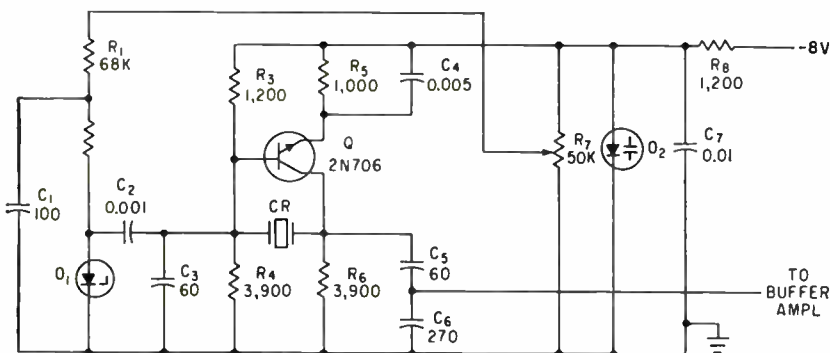 R1
68K
R3
1,200
R5
1,000
C4
0.005
-8V
R8
1,200
Q
2N706
R7
50K
D2
C7
0.01
C1
100
C2
0.001
CR
D1
C3
60
R4
3,900
R6
3,900
C5
60
C6
270
TO
BUFFER
AMPL